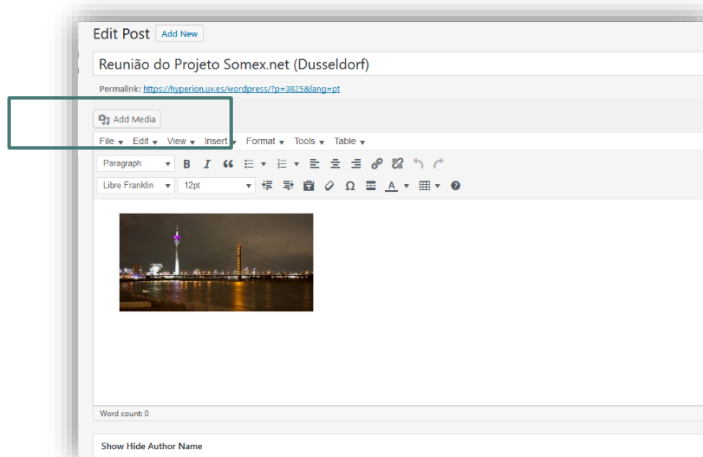 Edit Post Add New
Reunião do Projeto Somex.net (Dusseldorf)
Permalink: https://hyperion.uv.es/wordpress/?p=3825&lang=pt
Add Media
File Edit View Insert Format Tools Table
Paragraph B I
Libre Franklin 12pt Ω A
Word count: 0
Show Hide Author Name